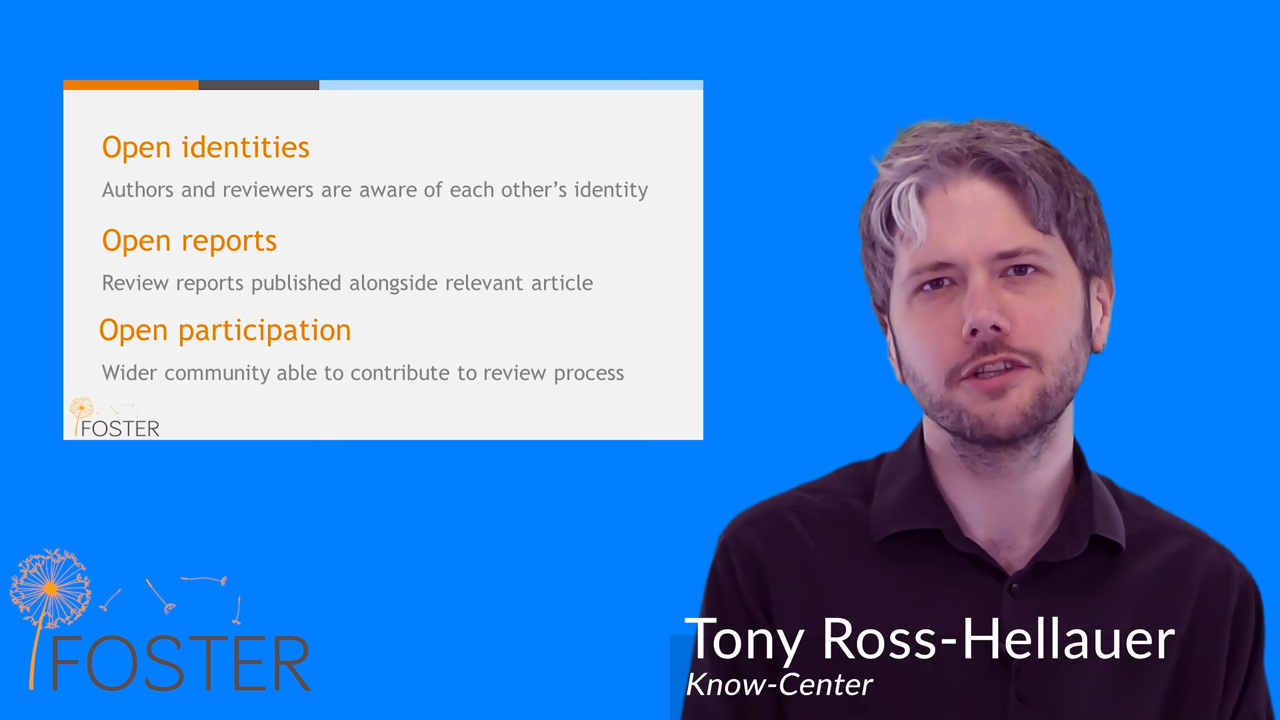 Open identities
Authors and reviewers are aware of each other's identity
Open reports
Review reports published alongside relevant article
Open participation
Wider community able to contribute to review process
FOSTER
FOSTER
Tony Ross-Hellauer
Know-Center